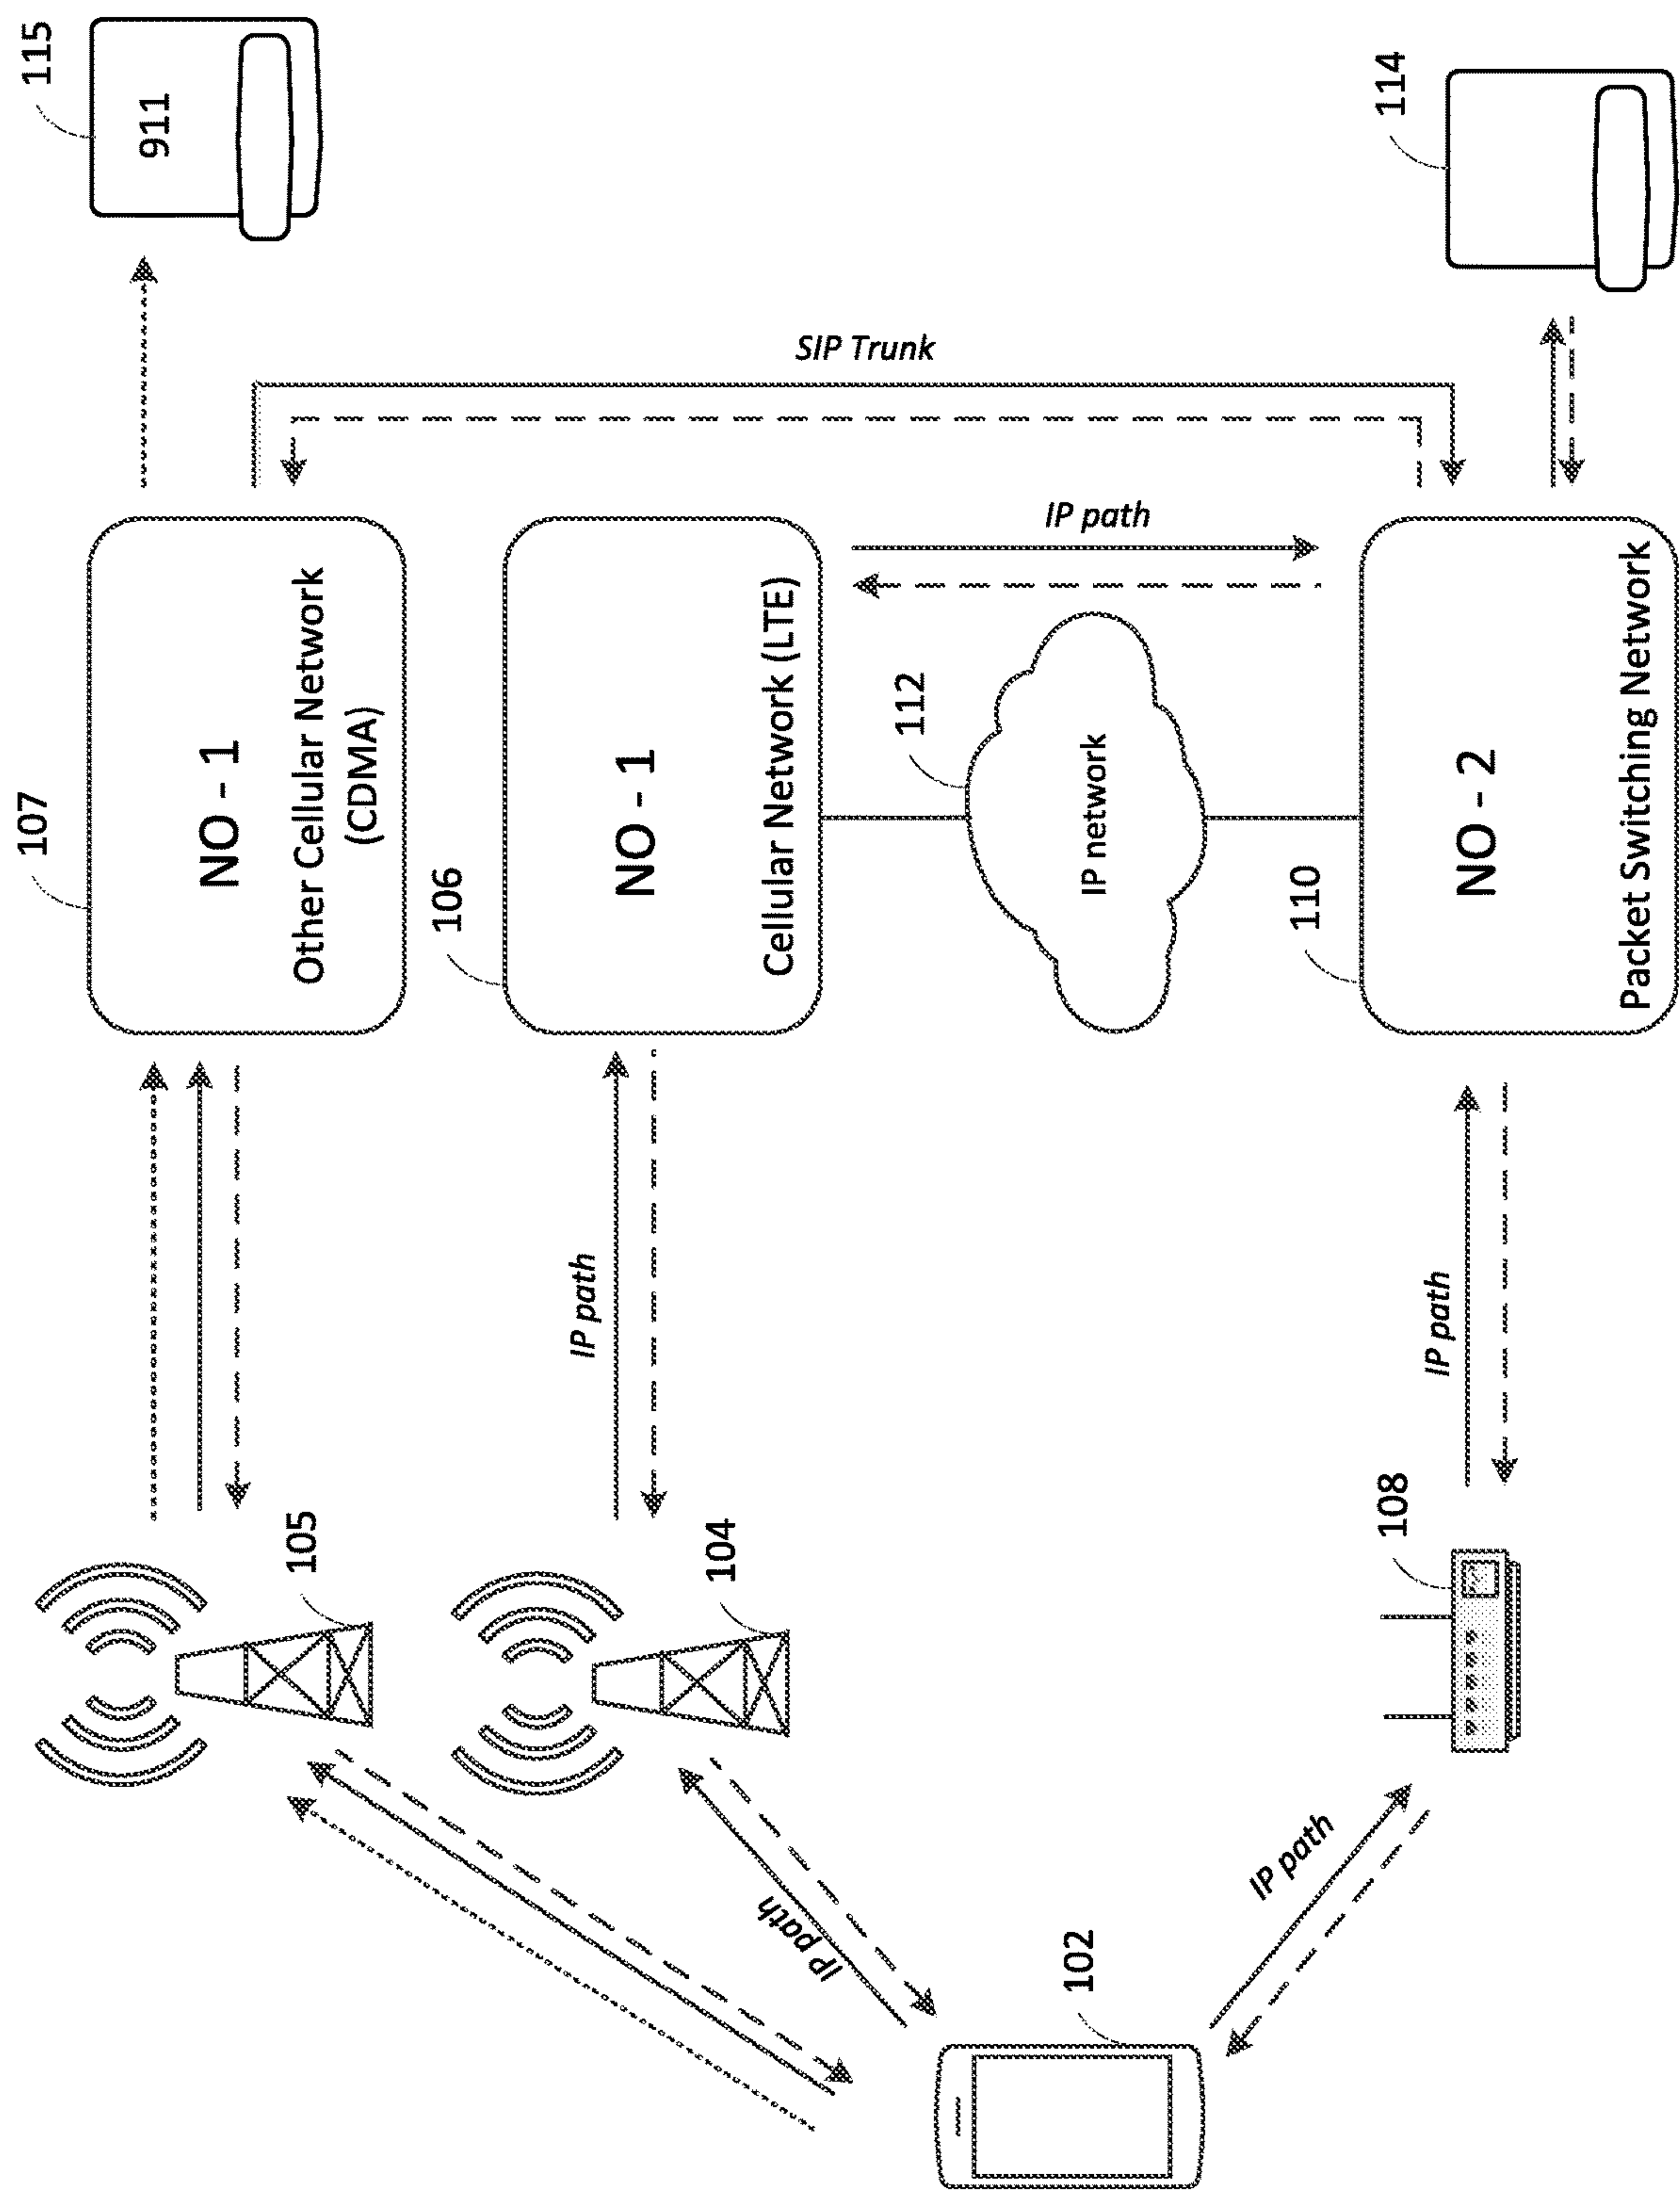 107
NO - 1
Other Cellular Network
(CDMA)
115
911
105
106
NO - 1
Cellular Network (LTE)
104
IP path
IP path
SIP Trunk
IP path
112
IP network
102
110
NO - 2
Packet Switching Network
108
IP path
IP path
114